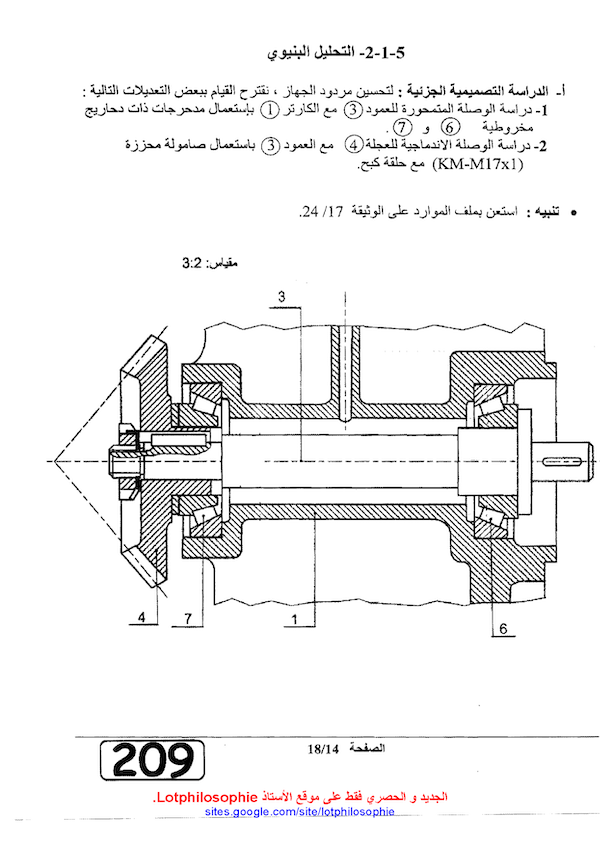 5-1-2- التحليل البنيوي
أ- الدراسة التصميمية الجزئية : لتحسين مردود الجهاز ، نقترح القيام ببعض التعديلات التالية :
1- دراسة الوصلة المتمحورة للعمود 3 مع الكارتر 1 بإستعمال مدحرجات ذات دحاريج
مخروطية 6 و 7 .
2- دراسة الوصلة الاندماجية للعجلة 4 مع العمود 3 باستعمال صامولة محززة
(KM-M17x1) مع حلقة كبح.
• تنبيه : استعن بملف الموارد على الوثيقة 17/ 24.
مقياس: 3:2
3
4
7
1
6
الصفحة 18/14
209
الجديد و الحصري فقط على موقع الأستاذ Lotphilosophie.
sites.google.com/site/lotphilosophie